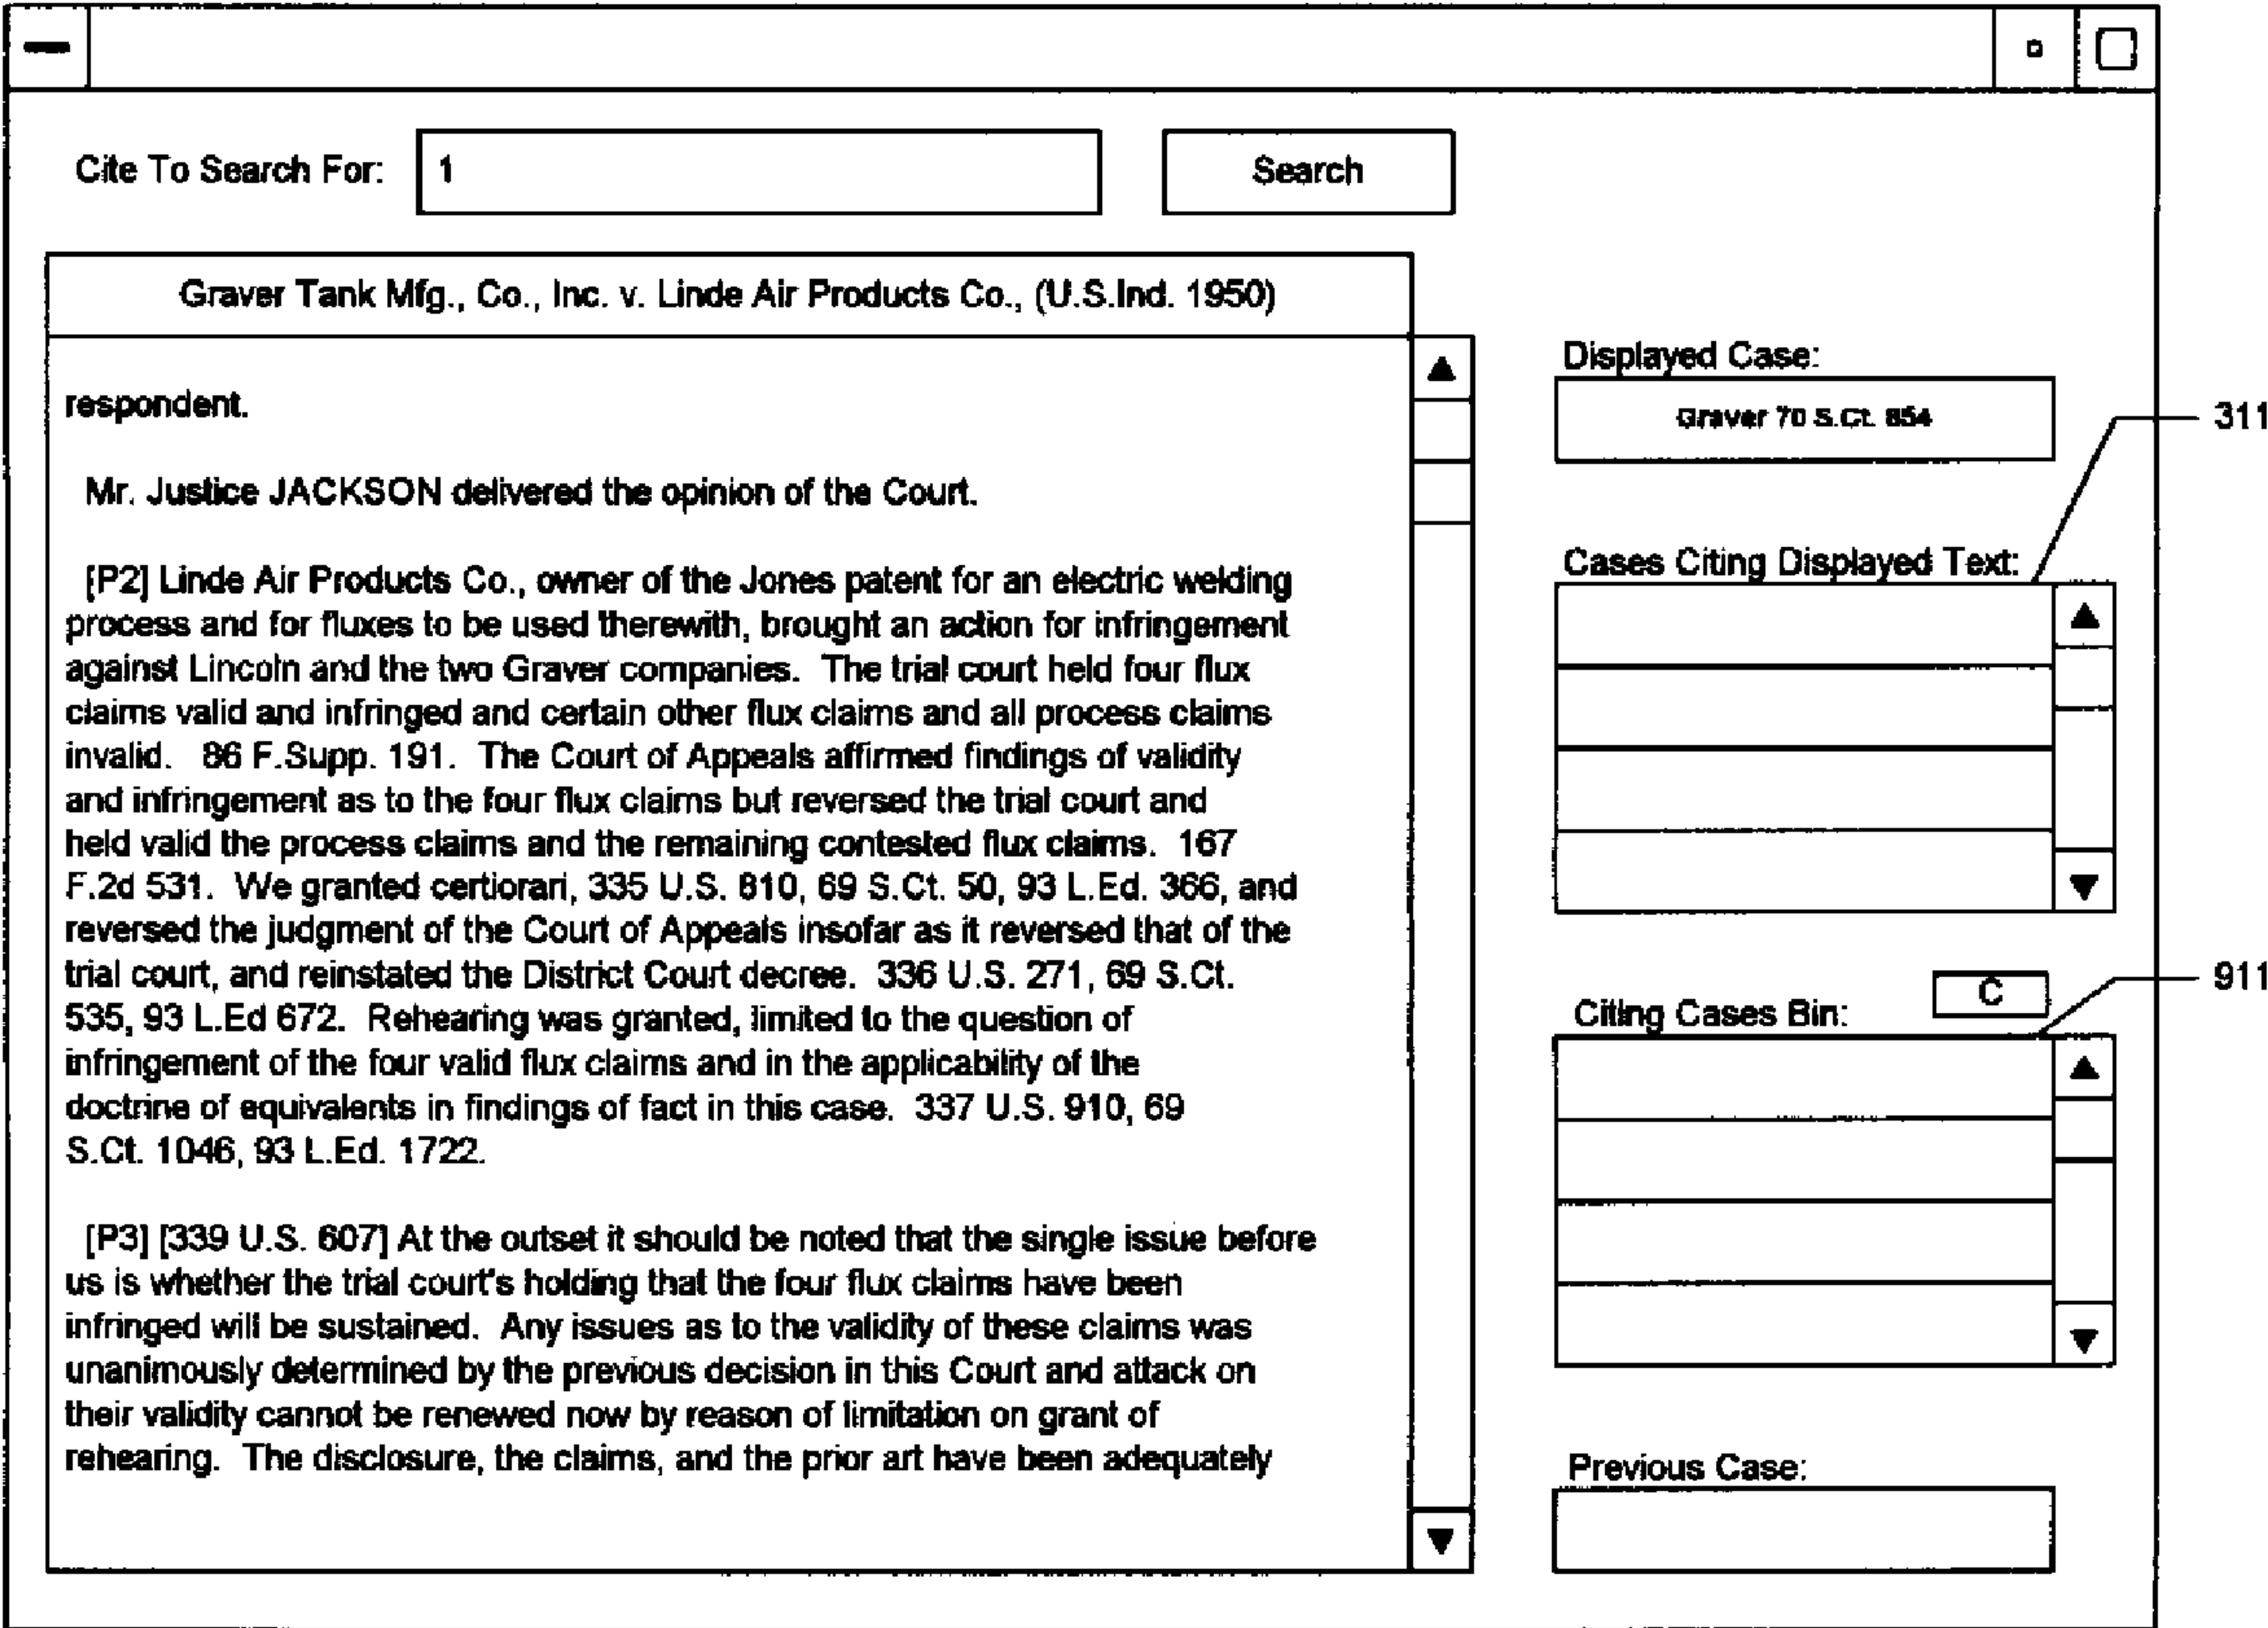 Cite To Search For: 1 Search
Graver Tank Mfg., Co., Inc. v. Linde Air Products Co., (U.S.Ind. 1950)
respondent.
Mr. Justice JACKSON delivered the opinion of the Court.
[P2] Linde Air Products Co., owner of the Jones patent for an electric welding
process and for fluxes to be used therewith, brought an action for infringement
against Lincoln and the two Graver companies. The trial court held four flux
claims valid and infringed and certain other flux claims and all process claims
invalid. 86 F.Supp. 191. The Court of Appeals affirmed findings of validity
and infringement as to the four flux claims but reversed the trial court and
held valid the process claims and the remaining contested flux claims. 167
F.2d 531. We granted certiorari, 335 U.S. 810, 69 S.Ct. 50, 93 L.Ed. 366, and
reversed the judgment of the Court of Appeals insofar as it reversed that of the
trial court, and reinstated the District Court decree. 336 U.S. 271, 69 S.Ct.
535, 93 L.Ed 672. Rehearing was granted, limited to the question of
infringement of the four valid flux claims and in the applicability of the
doctrine of equivalents in findings of fact in this case. 337 U.S. 910, 69
S.Ct. 1046, 93 L.Ed. 1722.
[P3] [339 U.S. 607] At the outset it should be noted that the single issue before
us is whether the trial court's holding that the four flux claims have been
infringed will be sustained. Any issues as to the validity of these claims was
unanimously determined by the previous decision in this Court and attack on
their validity cannot be renewed now by reason of limitation on grant of
rehearing. The disclosure, the claims, and the prior art have been adequately
Displayed Case:
Graver 70 S.Ct. 854
311
Cases Citing Displayed Text:
Citing Cases Bin: C
911
Previous Case: